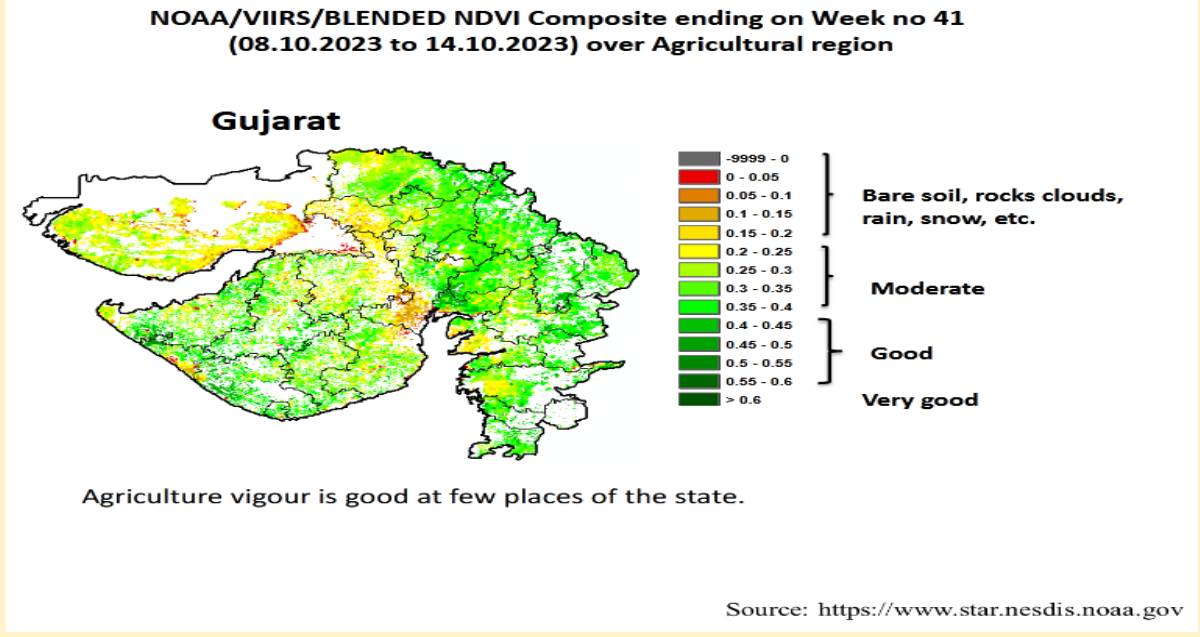 NOAA/VIIRS/BLENDED NDVI Composite ending on Week no 41
(08.10.2023 to 14.10.2023) over Agricultural region
Gujarat
-9999 - 0
0 - 0.05
0.05 - 0.1
0.1 - 0.15
0.15 - 0.2
0.2 - 0.25
0.25 - 0.3
0.3 - 0.35
0.35 - 0.4
0.4 - 0.45
0.45 - 0.5
0.5 - 0.55
0.55 - 0.6
> 0.6
Bare soil, rocks clouds,
rain, snow, etc.
Moderate
Good
Very good
Agriculture vigour is good at few places of the state.
Source: https://www.star.nesdis.noaa.gov